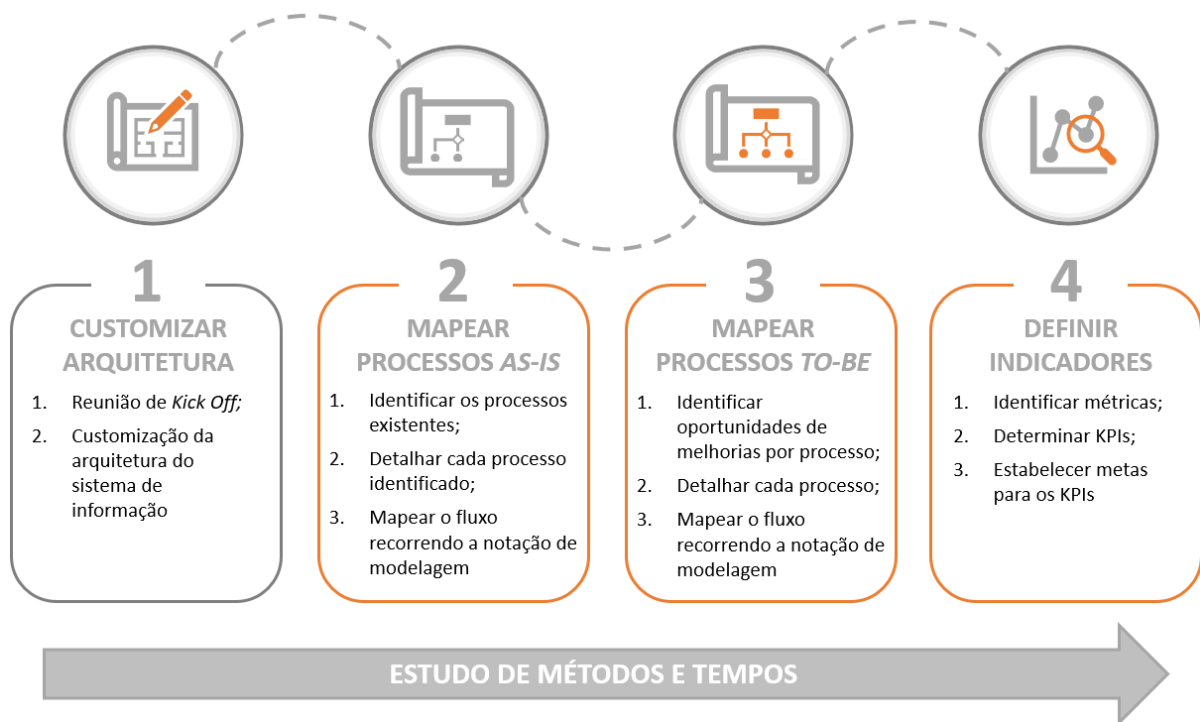 1
CUSTOMIZAR
ARQUITETURA
1. Reunião de Kick Off;
2. Customização da
arquitetura do
sistema de
informação
2
MAPEAR
PROCESSOS AS-IS
1. Identificar os processos
existentes;
2. Detalhar cada processo
identificado;
3. Mapear o fluxo
recorrendo a notação de
modelagem
3
MAPEAR
PROCESSOS TO-BE
1. Identificar
oportunidades de
melhorias por processo;
2. Detalhar cada processo;
3. Mapear o fluxo
recorrendo a notação de
modelagem
4
DEFINIR
INDICADORES
1. Identificar métricas;
2. Determinar KPIs;
3. Estabelecer metas
para os KPIs
ESTUDO DE MÉTODOS E TEMPOS